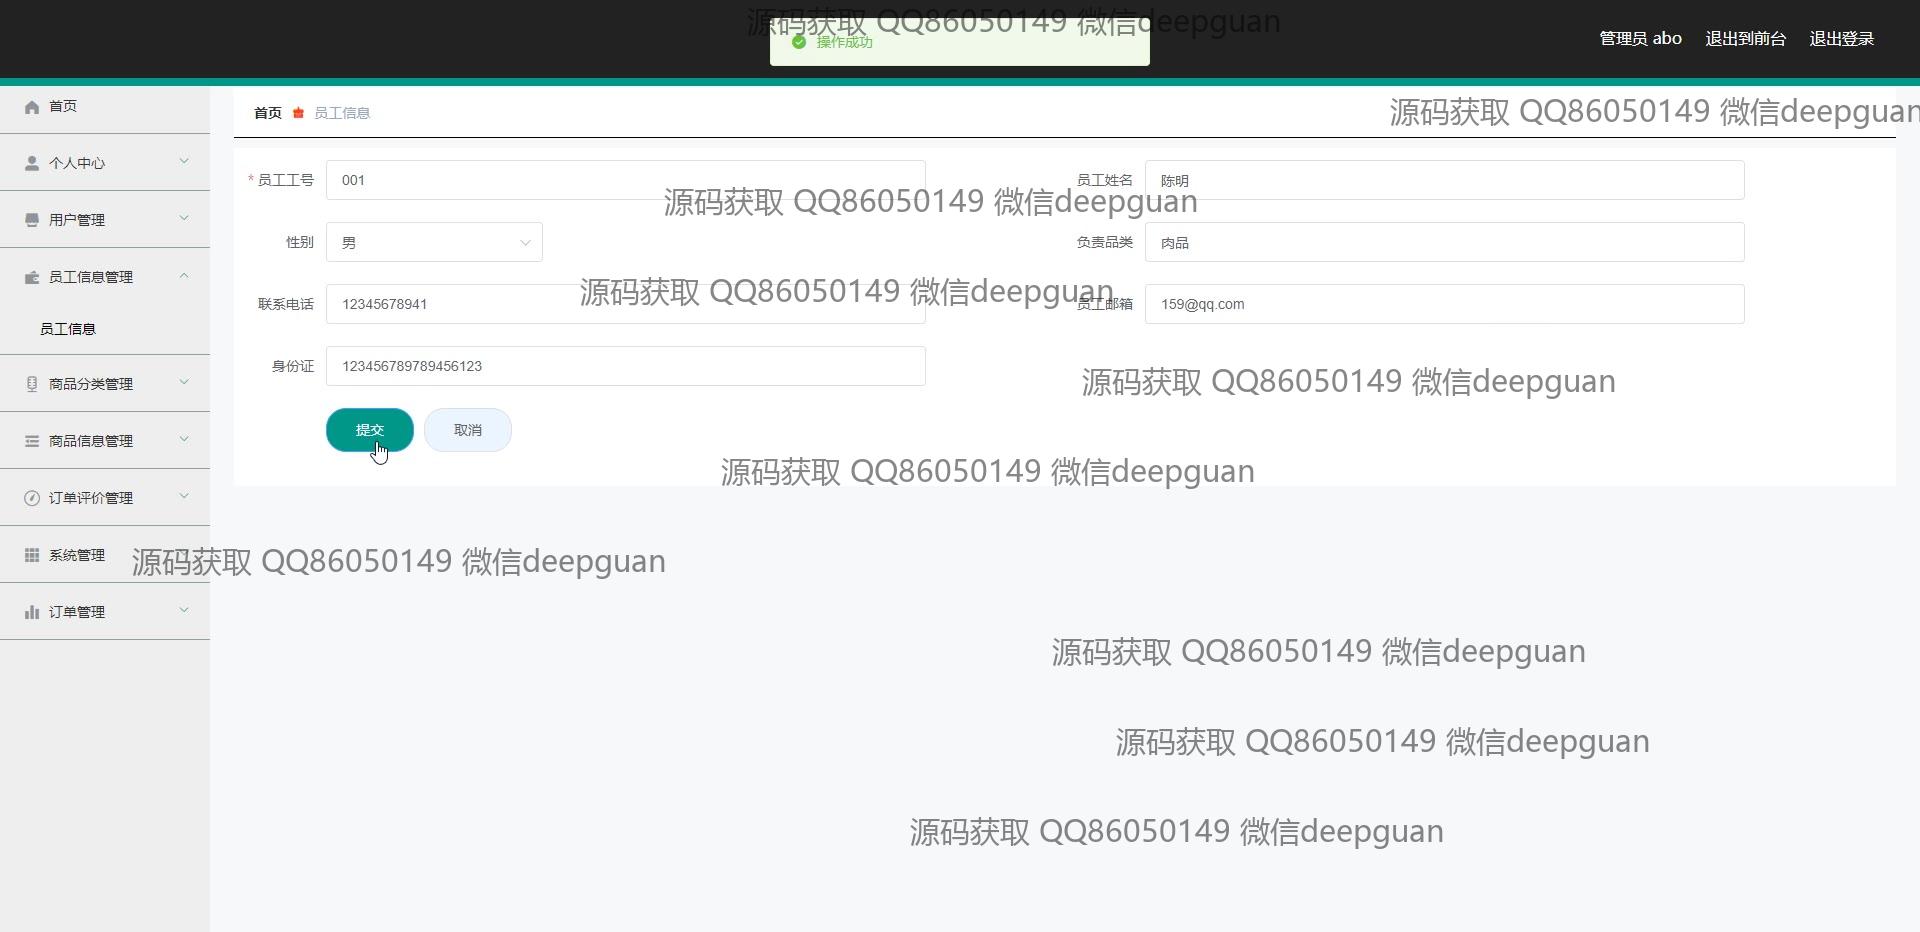 源码获取 QQ86050149 微信deepguan
操作成功
管理员 abo 退出到前台 退出登录
首页
个人中心
用户管理
员工信息管理
员工信息
商品分类管理
商品信息管理
订单评价管理
系统管理
订单管理
首页 员工信息
源码获取 QQ86050149 微信deepguan
* 员工工号 001
员工姓名 陈明
源码获取 QQ86050149 微信deepguan
性别 男
负责品类 肉品
源码获取 QQ86050149 微信deepguan
联系电话 12345678941
员工邮箱 159@qq.com
身份证 123456789789456123
源码获取 QQ86050149 微信deepguan
提交 取消
源码获取 QQ86050149 微信deepguan
源码获取 QQ86050149 微信deepguan
源码获取 QQ86050149 微信deepguan
源码获取 QQ86050149 微信deepguan
源码获取 QQ86050149 微信deepguan